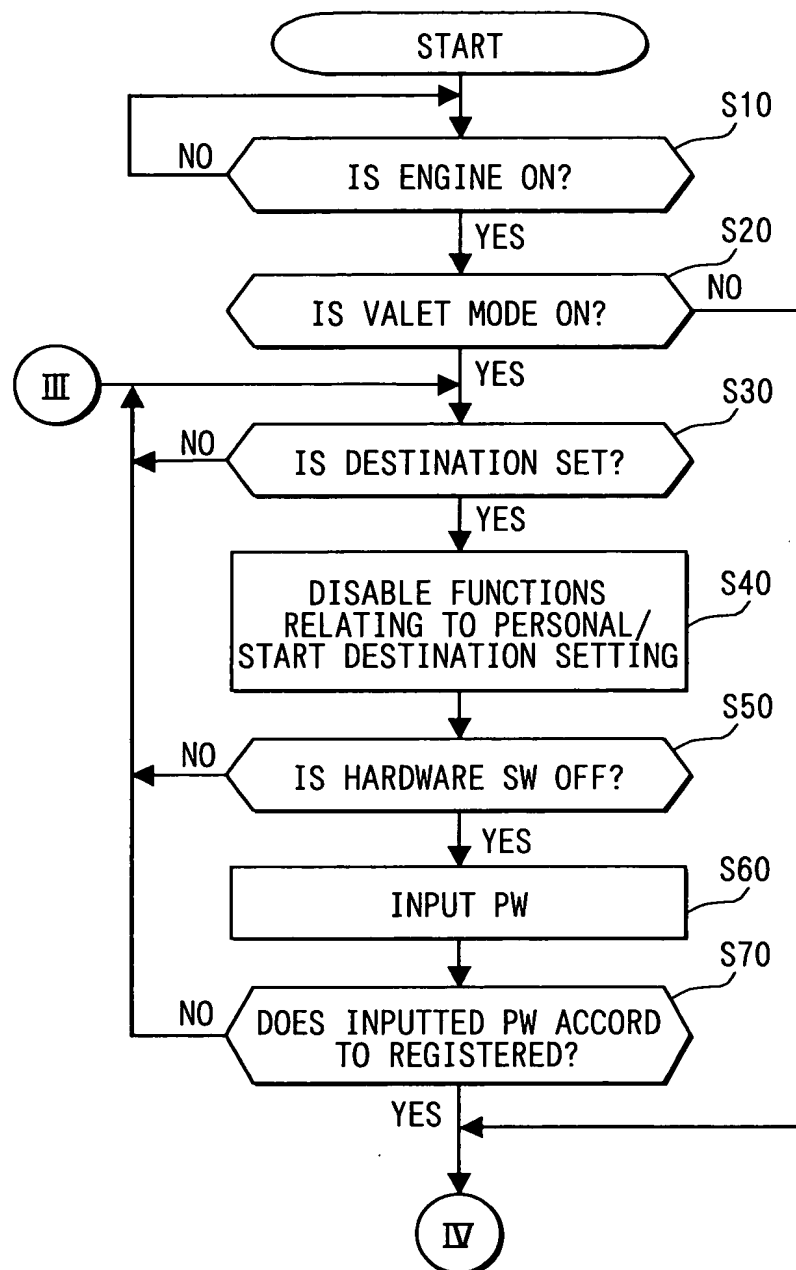 START
S10
NO
IS ENGINE ON?
YES
S20
IS VALET MODE ON?
NO
III
YES
S30
NO
IS DESTINATION SET?
YES
S40
DISABLE FUNCTIONS
RELATING TO PERSONAL/
START DESTINATION SETTING
S50
NO
IS HARDWARE SW OFF?
YES
S60
INPUT PW
S70
NO
DOES INPUTTED PW ACCORD
TO REGISTERED?
YES
IV